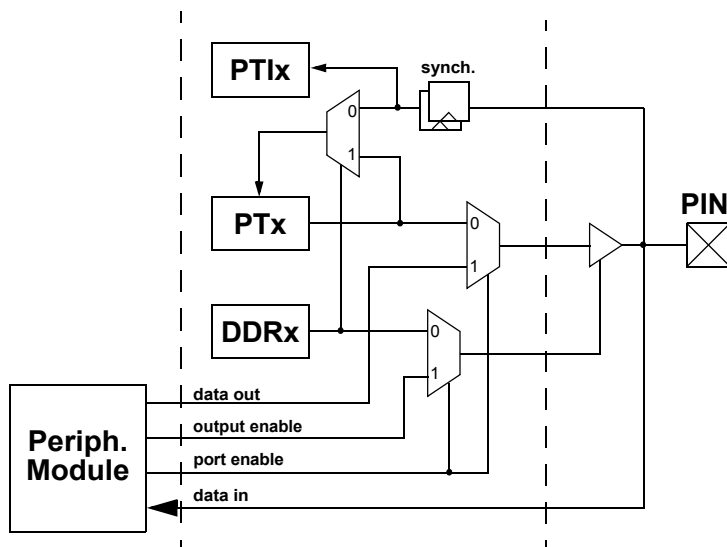 PTIx
synch.
0
1
PTx
0
PIN
1
DDRx
0
1
data out
output enable
Periph.
Module
port enable
data in